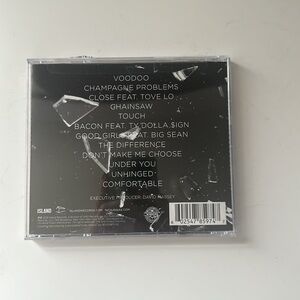 VOODOO
CHAMPAGNE PROBLEMS
CLOSE FEAT. TOVE LO
CHAINSAW
TOUCH
BACON FEAT. TY DOLLA $IGN
GOOD GIRLS FEAT. BIG SEAN
THE DIFFERENCE
DON'T MAKE ME CHOOSE
UNDER YOU
UNHINGED
COMFORTABLE
EXECUTIVE PRODUCER: DAVID MASSEY
ISLAND